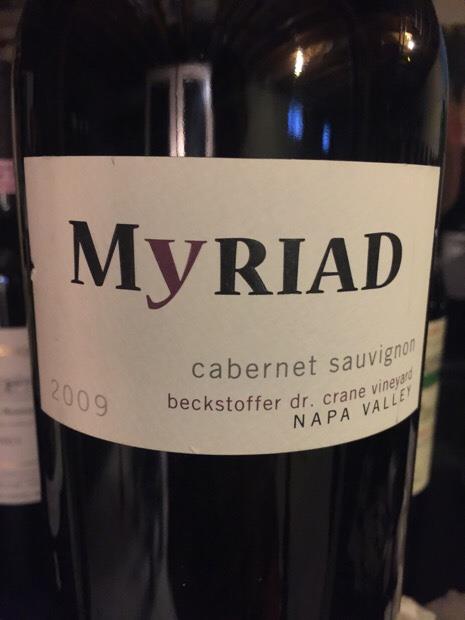 MyRIAD
cabernet sauvignon
2009
beckstoffer dr. crane vineyard
NAPA VALLEY